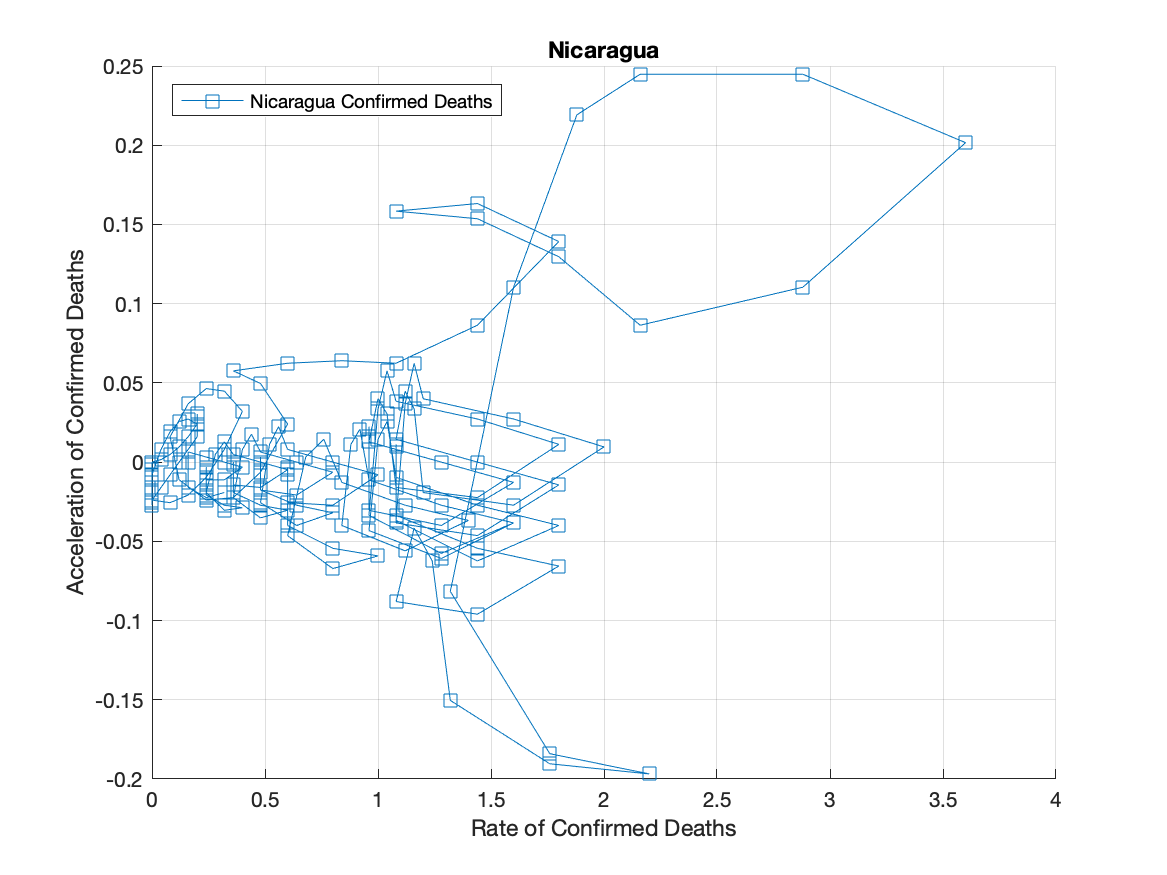 Nicaragua
Nicaragua Confirmed Deaths
0.25
0.2
0.15
0.1
0.05
0
-0.05
-0.1
-0.15
-0.2
Acceleration of Confirmed Deaths
0 0.5 1 1.5 2 2.5 3 3.5 4
Rate of Confirmed Deaths